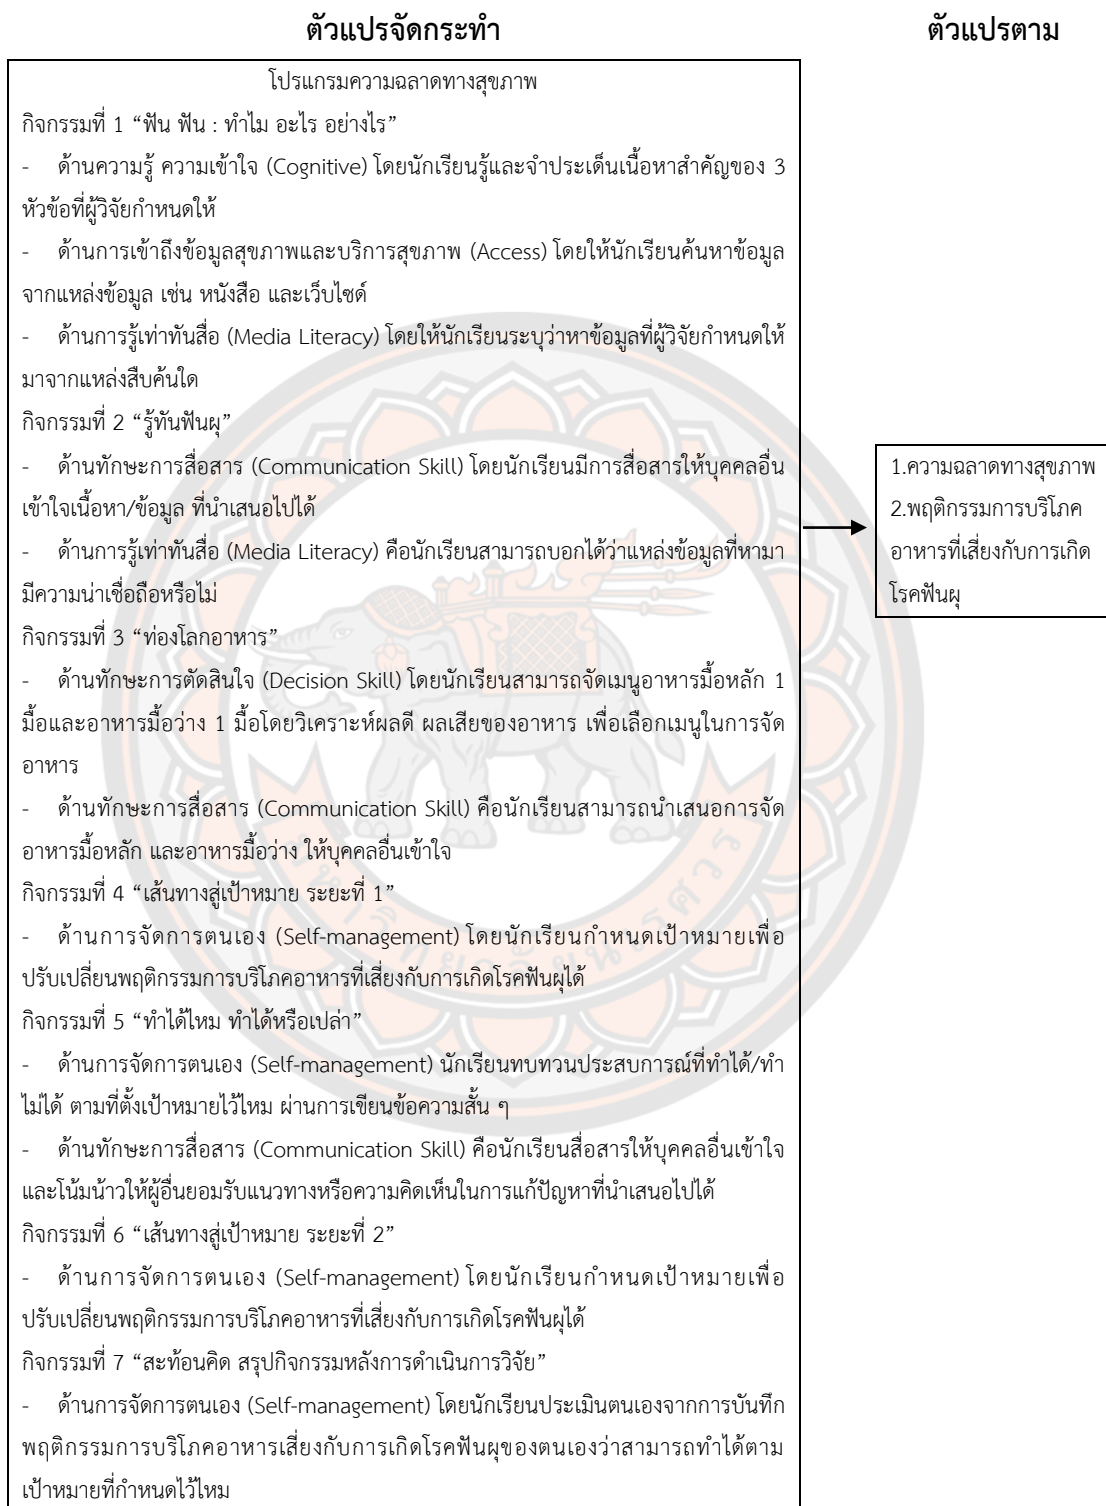 ตัวแปรจัดกระทำ
ตัวแปรตาม
โปรแกรมความฉลาดทางสุขภาพ
กิจกรรมที่ 1 “ฟัน ฟัน : ทำไม อะไร อย่างไร”
- ด้านความรู้ ความเข้าใจ (Cognitive) โดยนักเรียนรู้และจำประเด็นเนื้อหาสำคัญของ 3
หัวข้อที่ผู้วิจัยกำหนดให้
- ด้านการเข้าถึงข้อมูลสุขภาพและบริการสุขภาพ (Access) โดยให้นักเรียนค้นหาข้อมูล
จากแหล่งข้อมูล เช่น หนังสือ และเว็บไซด์
- ด้านการรู้เท่าทันสื่อ (Media Literacy) โดยให้นักเรียนระบุว่าหาข้อมูลที่ผู้วิจัยกำหนดให้
มาจากแหล่งสืบค้นใด
กิจกรรมที่ 2 “รู้ทันฟันผุ”
- ด้านทักษะการสื่อสาร (Communication Skill) โดยนักเรียนมีการสื่อสารให้บุคคลอื่น
เข้าใจเนื้อหา/ข้อมูล ที่นำเสนอไปได้
- ด้านการรู้เท่าทันสื่อ (Media Literacy) คือนักเรียนสามารถบอกได้ว่าแหล่งข้อมูลที่หามา
มีความน่าเชื่อถือหรือไม่
กิจกรรมที่ 3 “ท่องโลกอาหาร”
- ด้านทักษะการตัดสินใจ (Decision Skill) โดยนักเรียนสามารถจัดเมนูอาหารมื้อหลัก 1
มื้อและอาหารมื้อว่าง 1 มื้อโดยวิเคราะห์ผลดี ผลเสียของอาหาร เพื่อเลือกเมนูในการจัด
อาหาร
- ด้านทักษะการสื่อสาร (Communication Skill) คือนักเรียนสามารถนำเสนอการจัด
อาหารมื้อหลัก และอาหารมื้อว่าง ให้บุคคลอื่นเข้าใจ
กิจกรรมที่ 4 “เส้นทางสู่เป้าหมาย ระยะที่ 1”
- ด้านการจัดการตนเอง (Self-management) โดยนักเรียนกำหนดเป้าหมายเพื่อ
ปรับเปลี่ยนพฤติกรรมการบริโภคอาหารที่เสี่ยงกับการเกิดโรคฟันผุได้
กิจกรรมที่ 5 “ทำได้ไหม ทำได้หรือเปล่า”
- ด้านการจัดการตนเอง (Self-management) นักเรียนทบทวนประสบการณ์ที่ทำได้/ทำ
ไม่ได้ ตามที่ตั้งเป้าหมายไว้ไหม ผ่านการเขียนข้อความสั้น ๆ
- ด้านทักษะการสื่อสาร (Communication Skill) คือนักเรียนสื่อสารให้บุคคลอื่นเข้าใจ
และโน้มน้าวให้ผู้อื่นยอมรับแนวทางหรือความคิดเห็นในการแก้ปัญหาที่นำเสนอไปได้
กิจกรรมที่ 6 “เส้นทางสู่เป้าหมาย ระยะที่ 2”
- ด้านการจัดการตนเอง (Self-management) โดยนักเรียนกำหนดเป้าหมายเพื่อ
ปรับเปลี่ยนพฤติกรรมการบริโภคอาหารที่เสี่ยงกับการเกิดโรคฟันผุได้
กิจกรรมที่ 7 “สะท้อนคิด สรุปกิจกรรมหลังการดำเนินการวิจัย”
- ด้านการจัดการตนเอง (Self-management) โดยนักเรียนประเมินตนเองจากการบันทึก
พฤติกรรมการบริโภคอาหารเสี่ยงกับการเกิดโรคฟันผุของตนเองว่าสามารถทำได้ตาม
เป้าหมายที่กำหนดไว้ไหม
1.ความฉลาดทางสุขภาพ
2.พฤติกรรมการบริโภค
อาหารที่เสี่ยงกับการเกิด
โรคฟันผุ
มหาวิทยาลัยนเรศวร